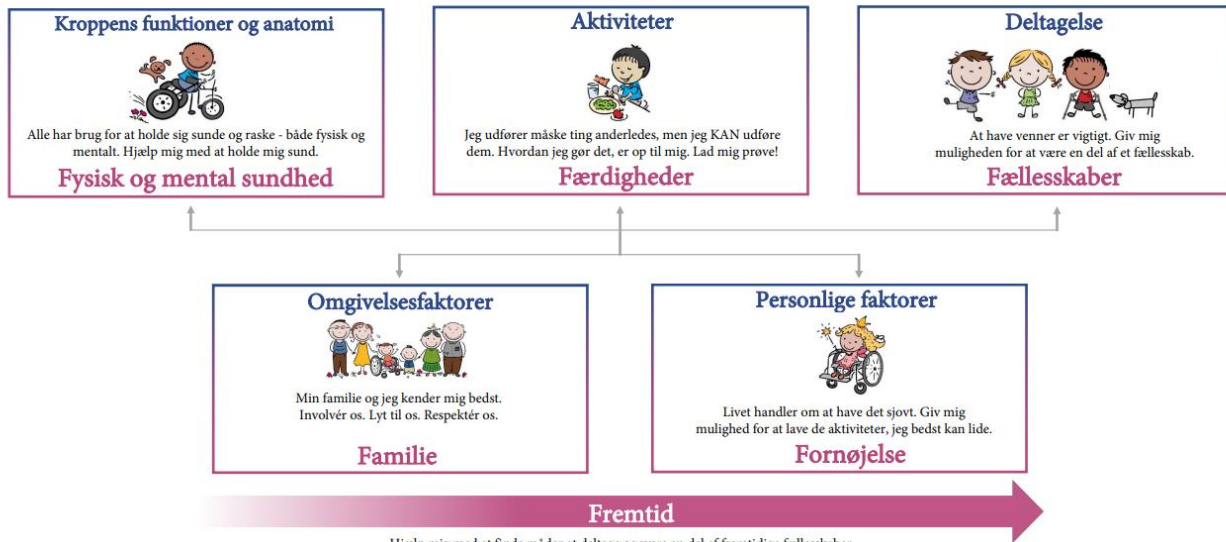 Kroppens funktioner og anatomi
Alle har brug for at holde sig sunde og raske - både fysisk og
mentalt. Hjælp mig med at holde mig sund.
Fysisk og mental sundhed
Aktiviteter
Jeg udfører måske ting anderledes, men jeg KAN udføre
dem. Hvordan jeg gør det, er op til mig. Lad mig prøve!
Færdigheder
Deltagelse
At have venner er vigtigt. Giv mig
muligheden for at være en del af et fællesskab.
Fællesskaber
Omgivelsesfaktorer
Min familie og jeg kender mig bedst.
Involvér os. Lyt til os. Respektér os.
Familie
Personlige faktorer
Livet handler om at have det sjovt. Giv mig
mulighed for at lave de aktiviteter, jeg bedst kan lide.
Fornøjelse
Fremtid